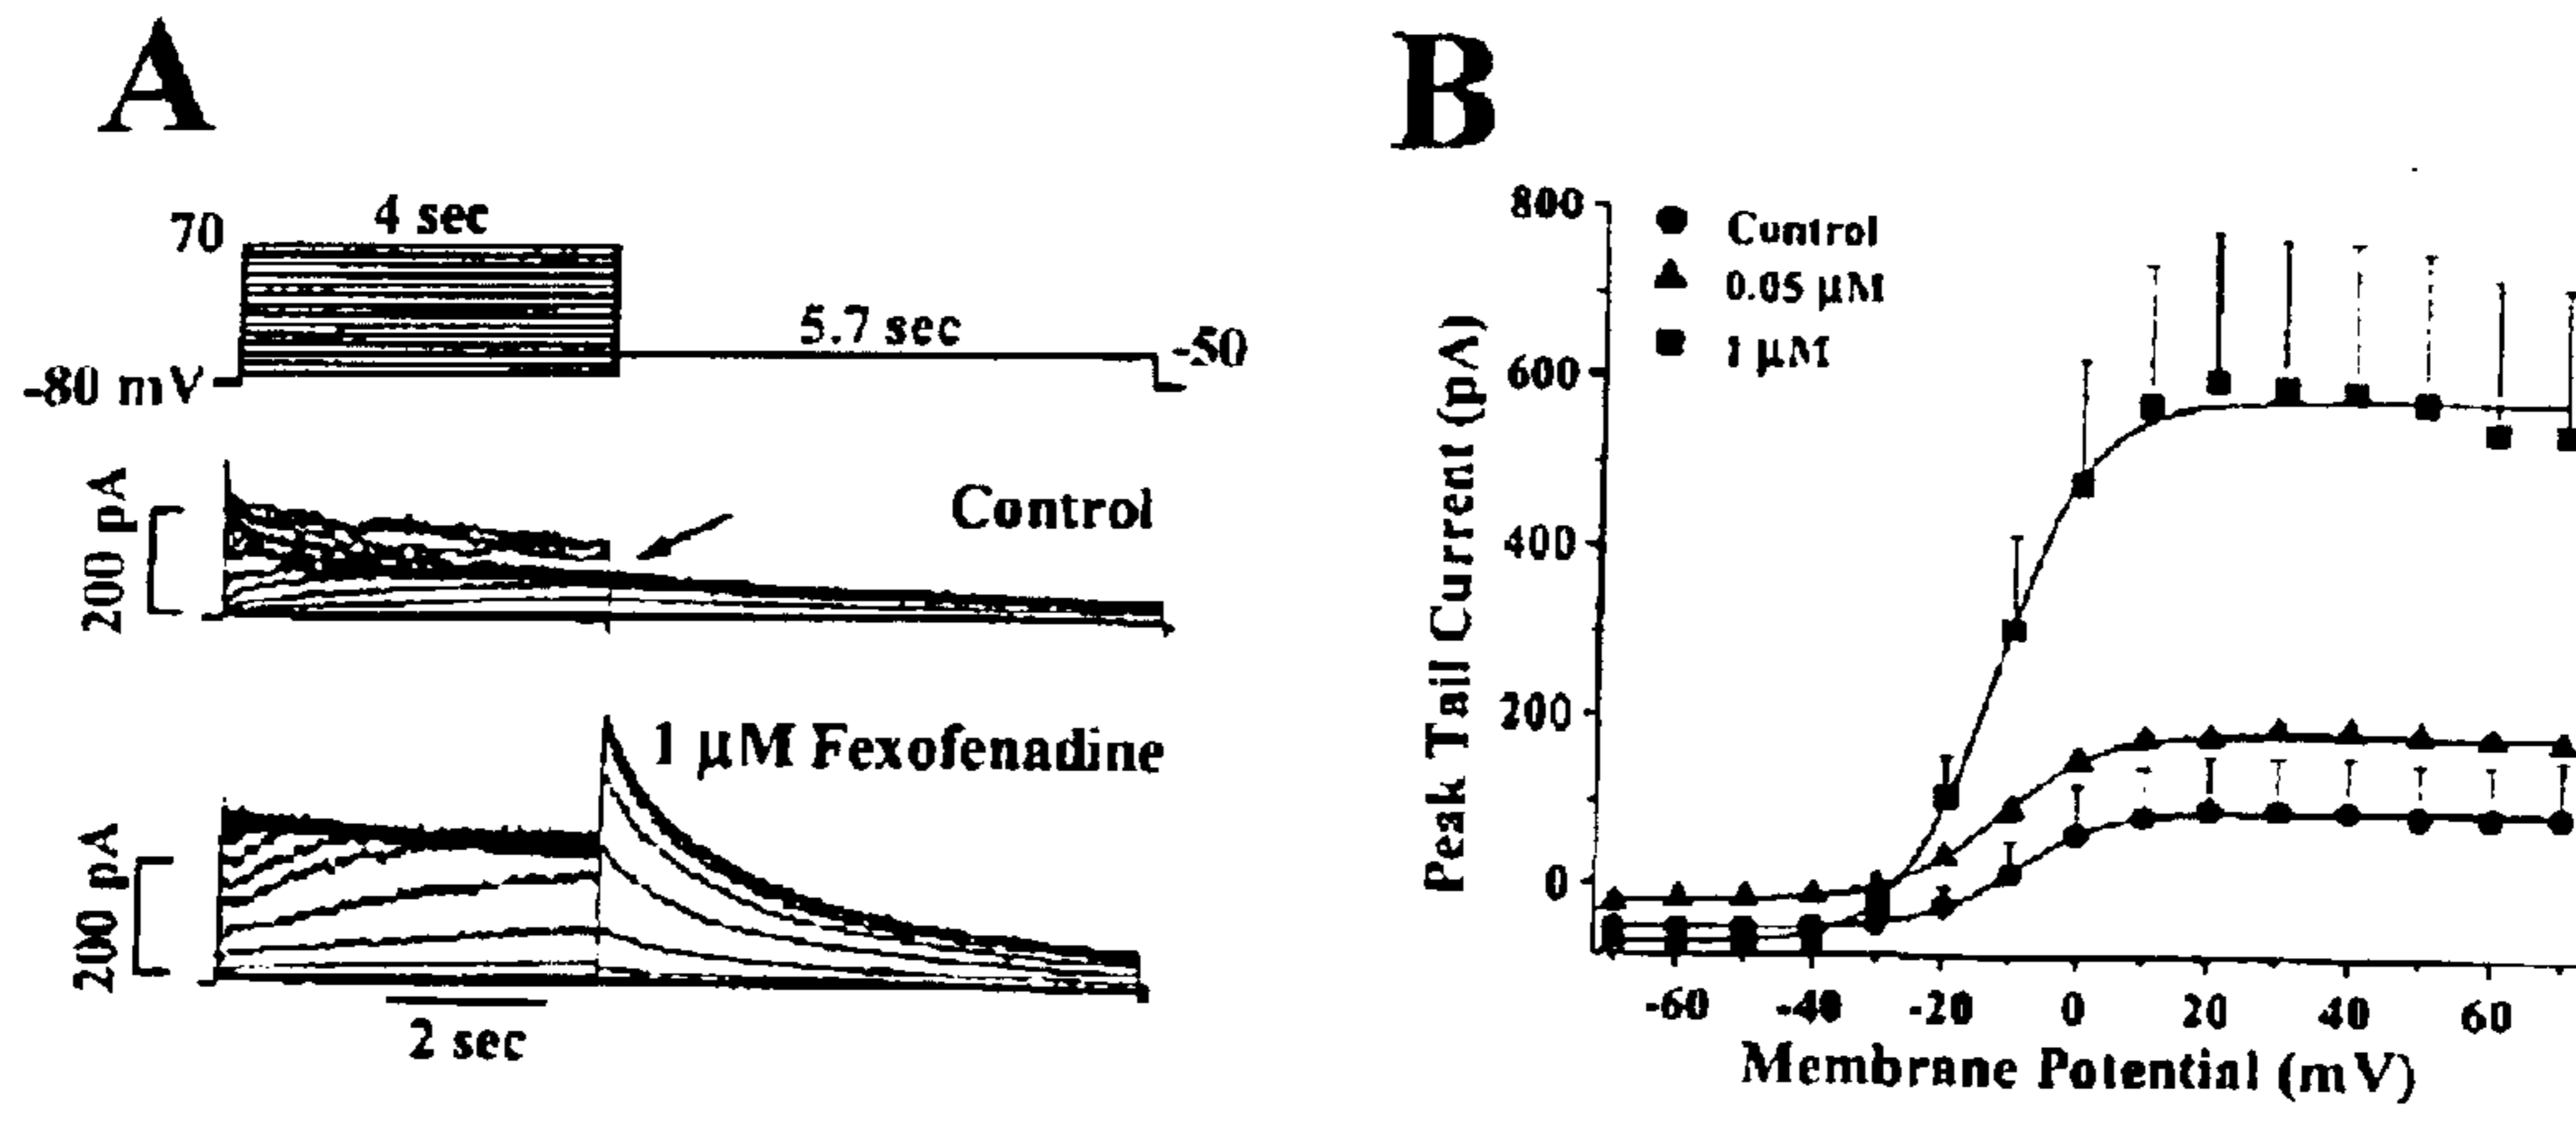 A
70
4 sec
5.7 sec
-50
-80 mV
200 pA
Control
200 pA
1 μM Fexofenadine
2 sec
B
800
600
400
200
0
Peak Tail Current (pA)
Cuntrol
0.05 μM
1 μM
-60 -40 -20 0 20 40 60
Membrane Potential (mV)